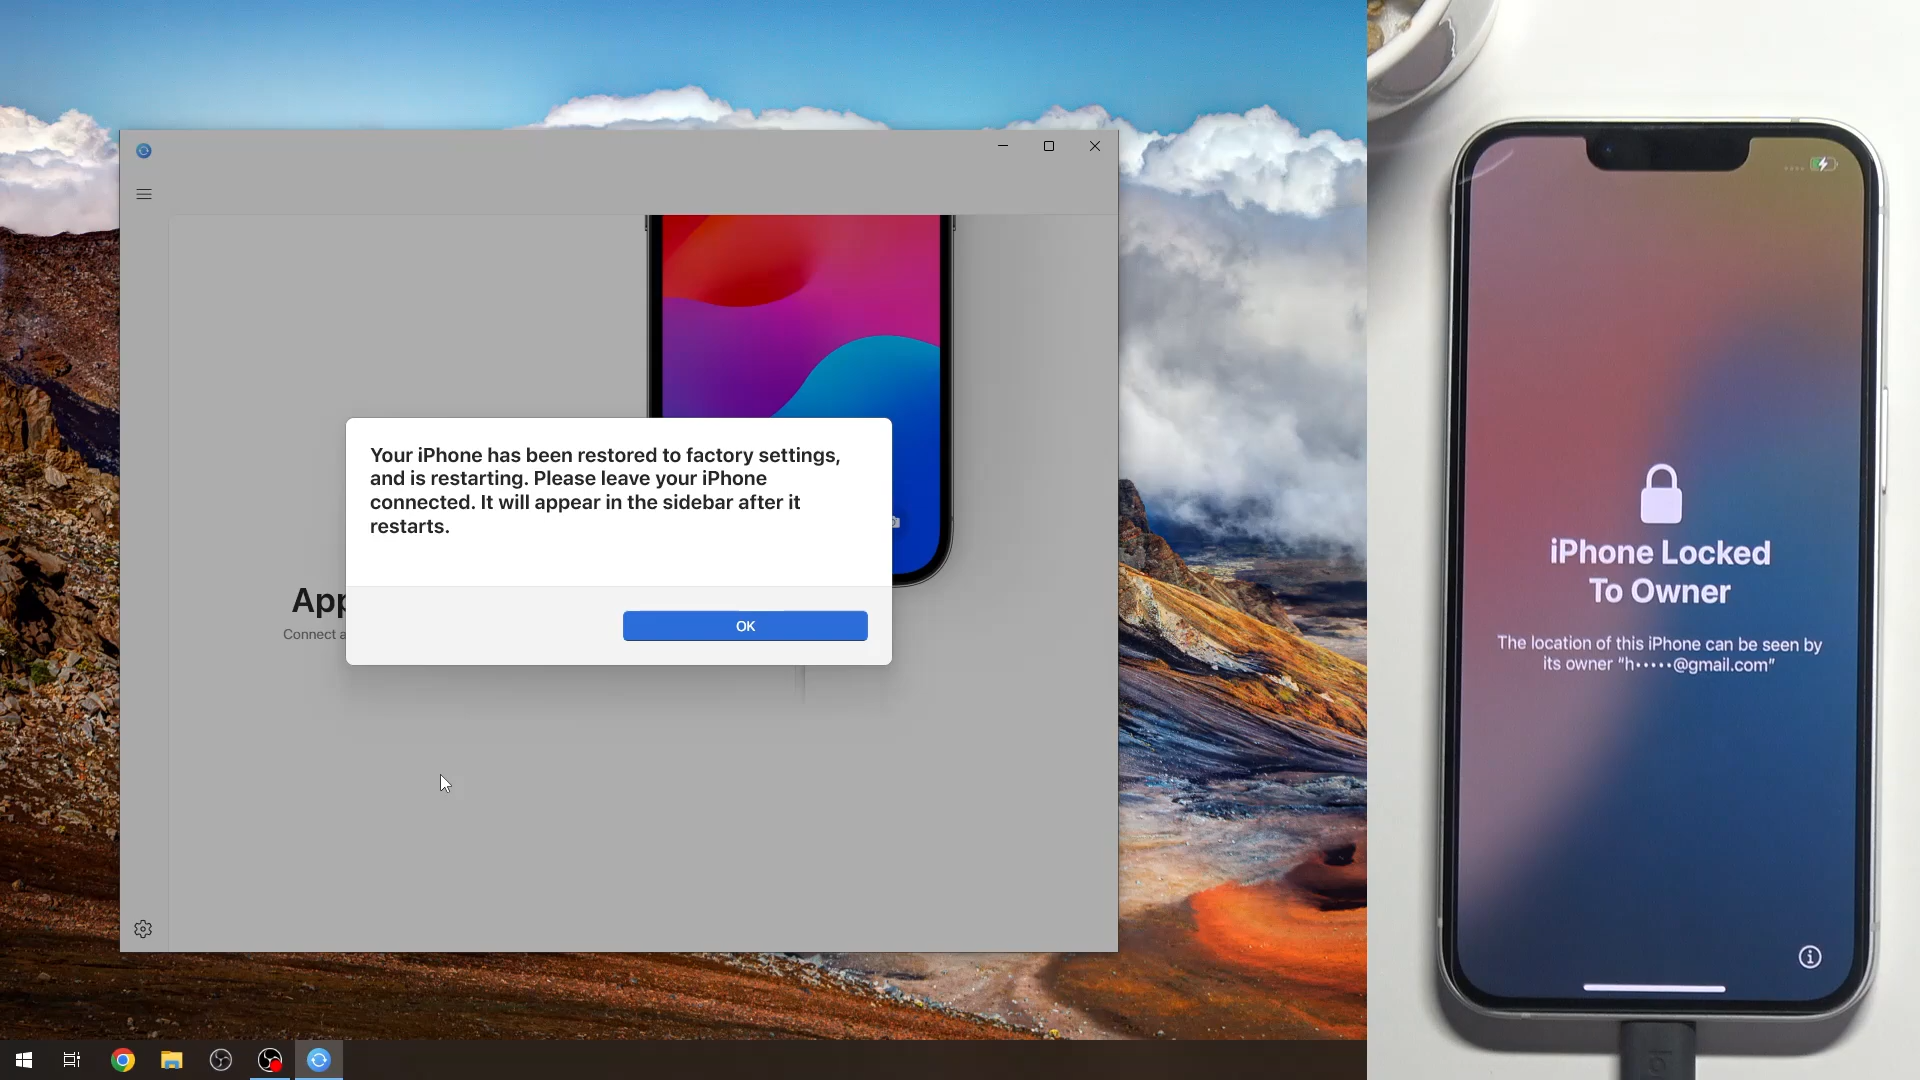 Your iPhone has been restored to factory settings,
and is restarting. Please leave your iPhone
connected. It will appear in the sidebar after it
restarts.
App
Connect a
OK
iPhone Locked
To Owner
The location of this iPhone can be seen by
its owner “h•••••@gmail.com”